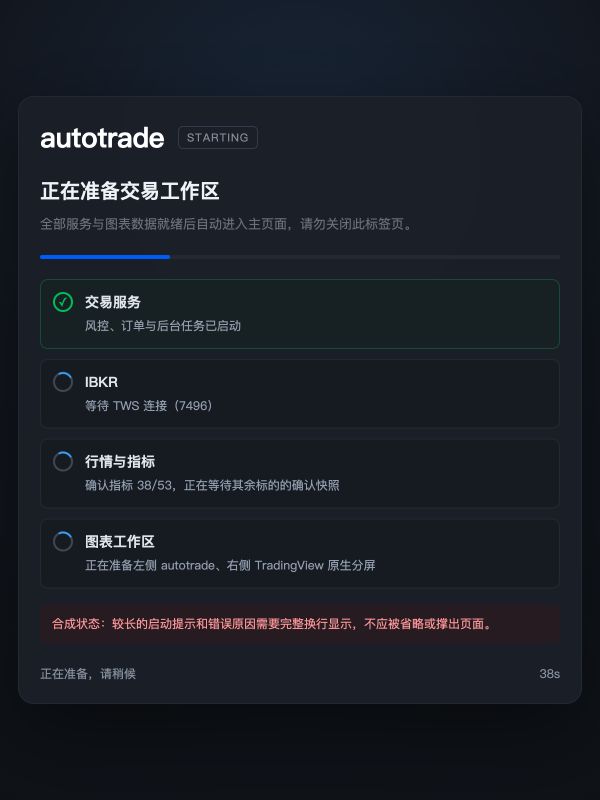 autotrade
STARTING
正在准备交易工作区
全部服务与图表数据就绪后自动进入主页面，请勿关闭此标签页。
交易服务
风控、订单与后台任务已启动
IBKR
等待 TWS 连接（7496）
行情与指标
确认指标 38/53，正在等待其余标的的确认快照
图表工作区
正在准备左侧 autotrade、右侧 TradingView 原生分屏
合成状态：较长的启动提示和错误原因需要完整换行显示，不应被省略或撑出页面。
正在准备，请稍候
38s